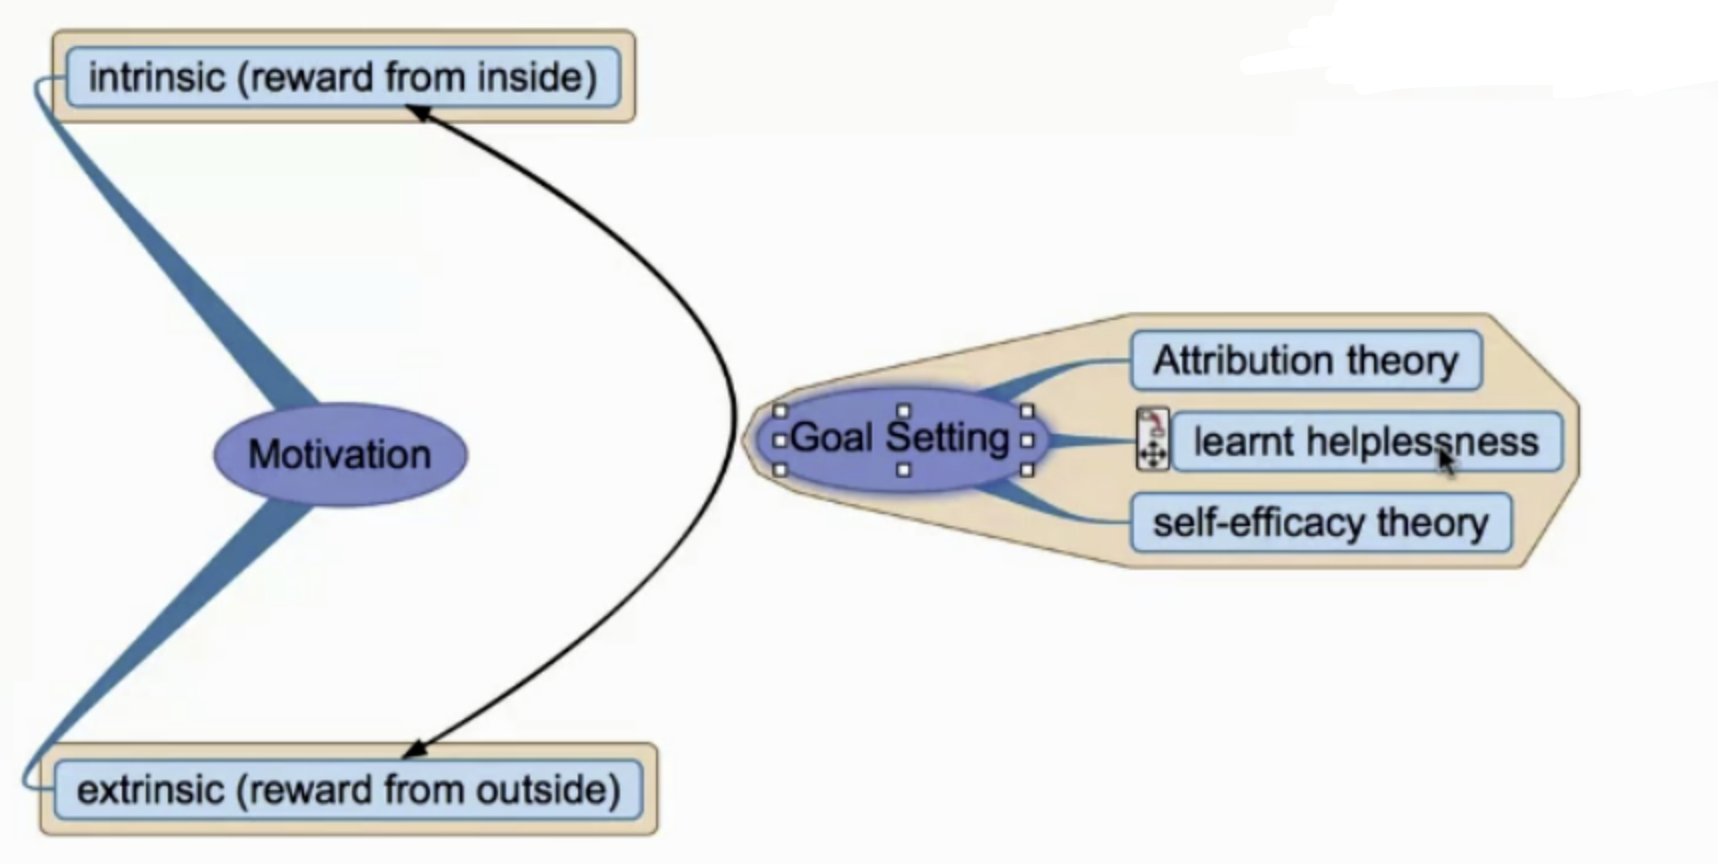 intrinsic (reward from inside)
Motivation
extrinsic (reward from outside)
Goal Setting
Attribution theory
learnt helplessness
self-efficacy theory